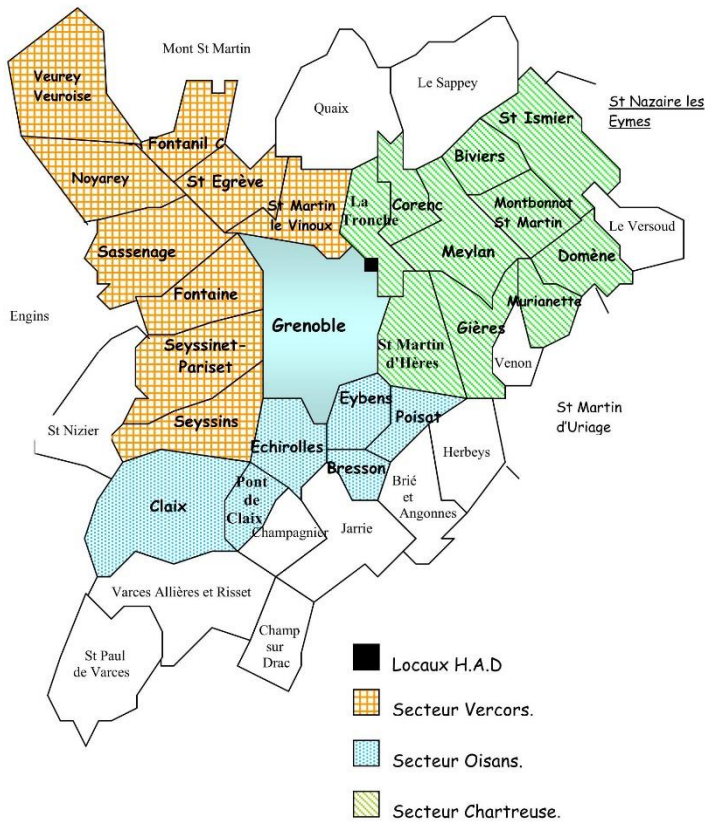 Mont St Martin
Veurey
Veuroise
Le Sappey
Quaix
St Nazaire les
Eymes
St Ismier
Fontanil C
Biviers
Noyarey
St Egrève
St Martin
le Vinoux
La
Tronche
Corenc
Montbonnot
St Martin
Le Versoud
Sassenage
Meylan
Domène
Fontaine
Murianette
Engins
Grenoble
Gières
Seyssinet-
Pariset
St Martin
d'Hères
Venon
St Nizier
Seyssins
Eybens
Poisat
St Martin
d'Uriage
Echirolles
Herbeys
Bresson
Claix
Pont
de
Claix
Brié
et
Angonnes
Champagnier
Jarrie
Varces Allières et Risset
St Paul
de Varces
Champ
sur
Drac
Locaux H.A.D
Secteur Vercors.
Secteur Oisans.
Secteur Chartreuse.